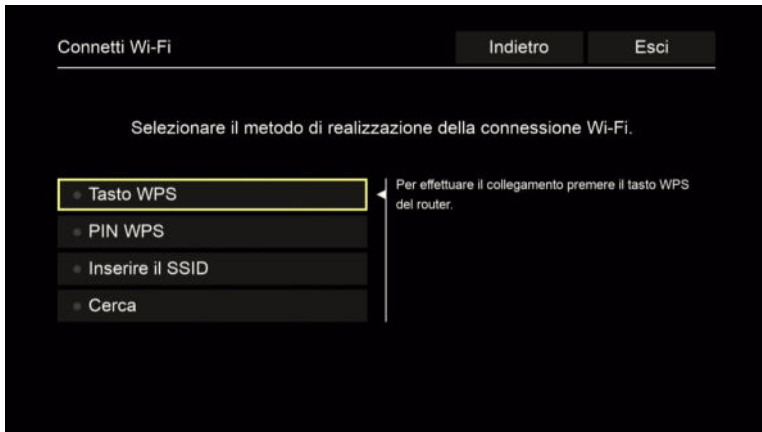 Connetti Wi-Fi
Indietro
Esci
Selezionare il metodo di realizzazione della connessione Wi-Fi.
Tasto WPS
Per effettuare il collegamento premere il tasto WPS
del router.
PIN WPS
Inserire il SSID
Cerca